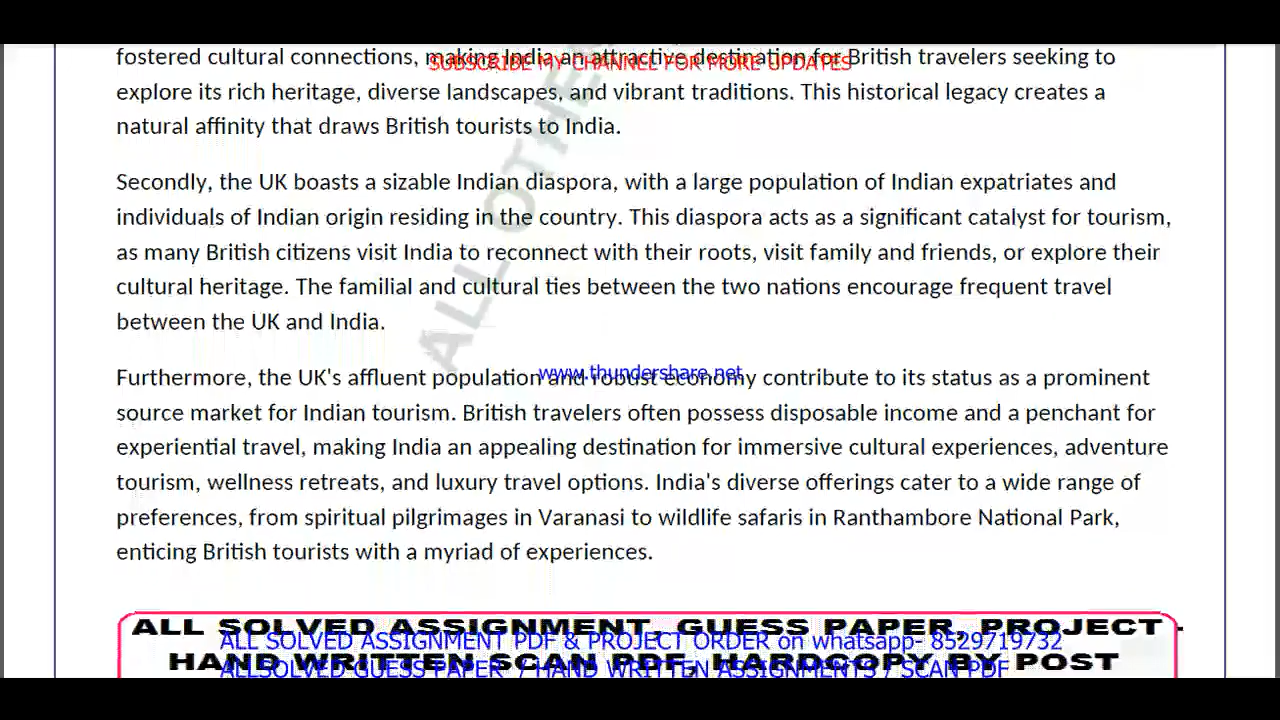 fostered cultural connections, making India an attractive destination for British travelers seeking to
SUBSCRIBE MY CHANNEL FOR MORE UPDATES
explore its rich heritage, diverse landscapes, and vibrant traditions. This historical legacy creates a
natural affinity that draws British tourists to India.
ALL OTHE
Secondly, the UK boasts a sizable Indian diaspora, with a large population of Indian expatriates and
individuals of Indian origin residing in the country. This diaspora acts as a significant catalyst for tourism,
as many British citizens visit India to reconnect with their roots, visit family and friends, or explore their
cultural heritage. The familial and cultural ties between the two nations encourage frequent travel
between the UK and India.
www.thundershare.net
Furthermore, the UK's affluent population and robust economy contribute to its status as a prominent
source market for Indian tourism. British travelers often possess disposable income and a penchant for
experiential travel, making India an appealing destination for immersive cultural experiences, adventure
tourism, wellness retreats, and luxury travel options. India's diverse offerings cater to a wide range of
preferences, from spiritual pilgrimages in Varanasi to wildlife safaris in Ranthambore National Park,
enticing British tourists with a myriad of experiences.
ALL SOLVED ASSIGNMENT, GUESS PAPER, PROJECT -
ALL SOLVED ASSIGNMENT PDF & PROJECT ORDER on whatsapp- 8529719732
HAND WRITTEN SCAN PDF, HARDCOPY BY POST
ALLSOLVED GUESS PAPER / HAND WRITTEN ASSIGNMENTS / SCAN PDF